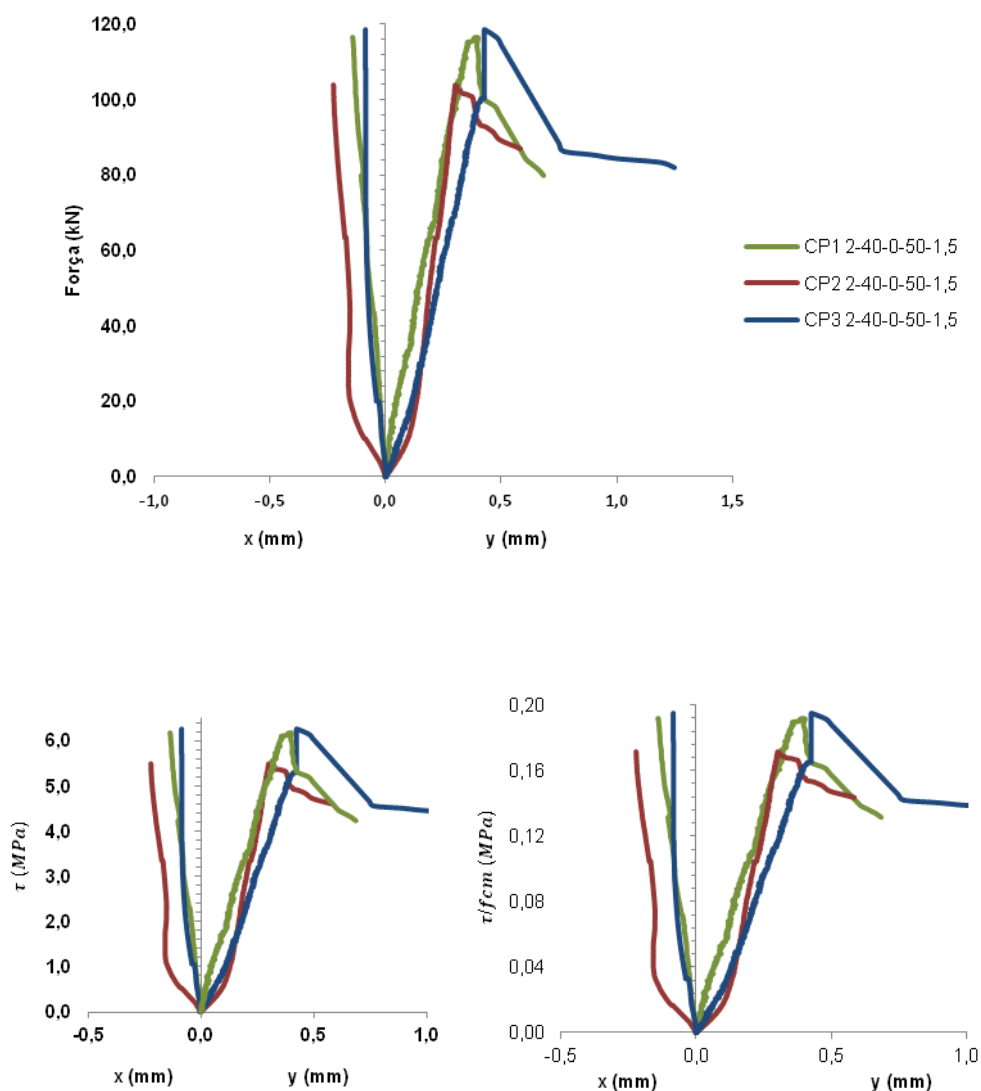 120,0
100,0
80,0
60,0
40,0
20,0
0,0
Força (kN)
-1,0 -0,5 0,0 0,5 1,0 1,5
x (mm) y (mm)
CP1 2-40-0-50-1,5
CP2 2-40-0-50-1,5
CP3 2-40-0-50-1,5
6,0
5,0
4,0
3,0
2,0
1,0
0,0
τ (MPa)
-0,5 0,0 0,5 1,0
x (mm) y (mm)
0,20
0,16
0,12
0,08
0,04
0,00
τ/fcm (MPa)
-0,5 0,0 0,5 1,0
x (mm) y (mm)